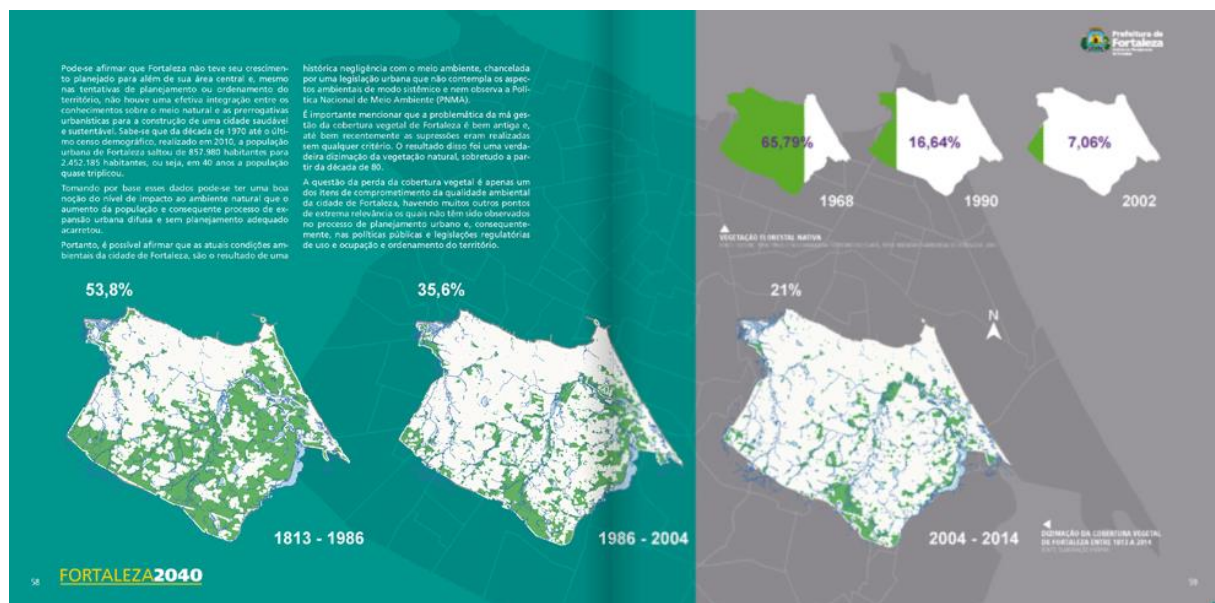 Pode-se afirmar que Fortaleza não teve seu crescimen-
to planejado para além de sua área central e, mesmo
nas tentativas de planejamento ou ordenamento do
território, não houve uma efetiva integração entre os
conhecimentos sobre o meio natural e as prerrogativas
urbanísticas para a construção de uma cidade saudável
e sustentável. Sabe-se que da década de 1970 até o últi-
mo censo demográfico, realizado em 2010, a população
urbana de Fortaleza saltou de 857.980 habitantes para
2.452.185 habitantes, ou seja, em 40 anos a população
quase triplicou.
Tomando por base esses dados pode-se ter uma boa
noção do nível de impacto ao ambiente natural que o
aumento da população e consequente processo de ex-
pansão urbana difusa e sem planejamento adequado
acarretou.
Portanto, é possível afirmar que as atuais condições am-
bientais da cidade de Fortaleza, são o resultado de uma
histórica negligência com o meio ambiente, chancelada
por uma legislação urbana que não contempla os aspec-
tos ambientais de modo sistêmico e nem observa a Polí-
tica Nacional de Meio Ambiente (PNMA).
É importante mencionar que a problemática da má ges-
tão da cobertura vegetal de Fortaleza é bem antiga e,
até bem recentemente as supressões eram realizadas
sem qualquer critério. O resultado disso foi uma verda-
deira dizimação da vegetação natural, sobretudo a par-
tir da década de 80.
A questão da perda da cobertura vegetal é apenas um
dos itens de comprometimento da qualidade ambiental
da cidade de Fortaleza, havendo muitos outros pontos
de extrema relevância os quais não têm sido observados
no processo de planejamento urbano e, consequente-
mente, nas políticas públicas e legislações regulatórias
de uso e ocupação e ordenamento do território.
Prefeitura de
Fortaleza
65,79%
16,64%
7,06%
1968
1990
2002
VEGETAÇÃO FLORESTAL NATIVA
53,8%
35,6%
21%
N
1813 - 1986
1986 - 2004
2004 - 2014
DIZIMAÇÃO DA COBERTURA VEGETAL
DE FORTALEZA ENTRE 1813 A 2014
58
FORTALEZA2040
59